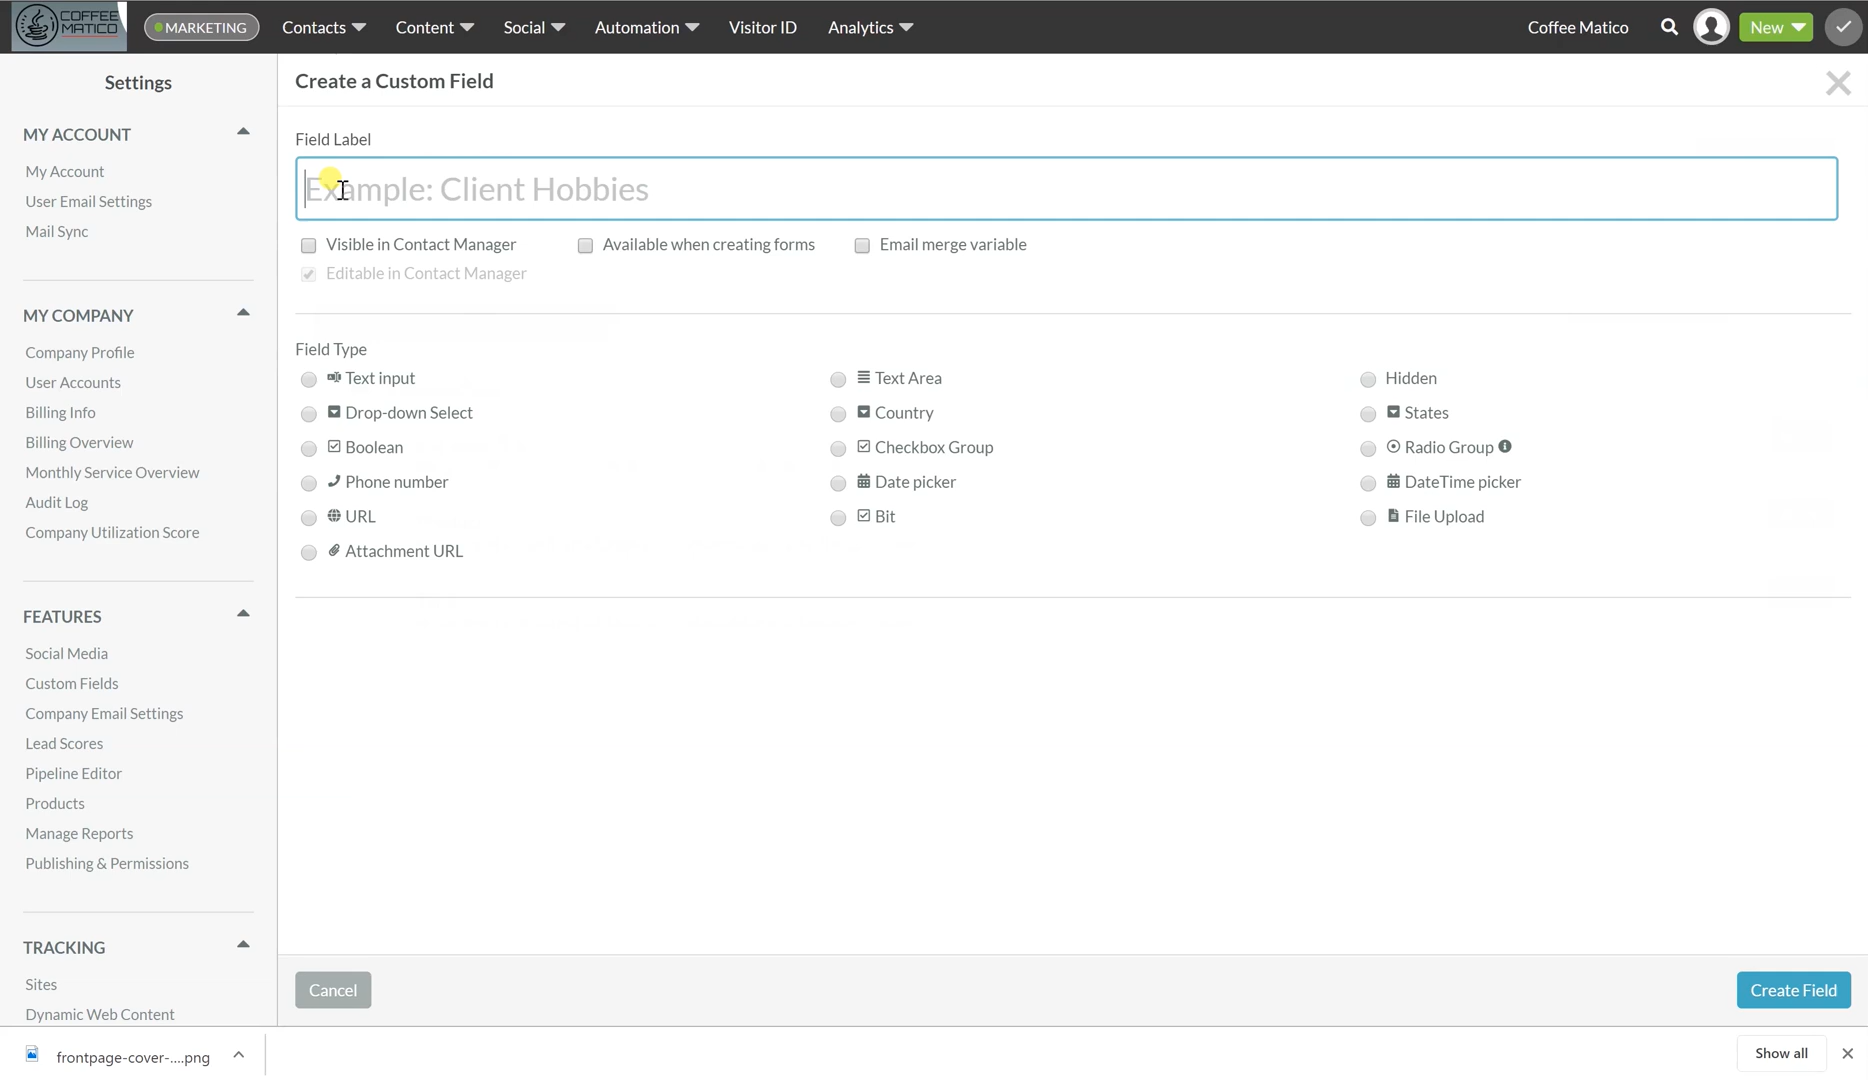 COFFEE MATICO
MARKETING Contacts Content Social Automation Visitor ID Analytics Coffee Matico New
Settings
MY ACCOUNT
My Account
User Email Settings
Mail Sync
MY COMPANY
Company Profile
User Accounts
Billing Info
Billing Overview
Monthly Service Overview
Audit Log
Company Utilization Score
FEATURES
Social Media
Custom Fields
Company Email Settings
Lead Scores
Pipeline Editor
Products
Manage Reports
Publishing & Permissions
TRACKING
Sites
Dynamic Web Content
Create a Custom Field
Field Label
Example: Client Hobbies
Visible in Contact Manager Available when creating forms Email merge variable
Editable in Contact Manager
Field Type
Text input Text Area Hidden
Drop-down Select Country States
Boolean Checkbox Group Radio Group
Phone number Date picker DateTime picker
URL Bit File Upload
Attachment URL
Cancel Create Field
frontpage-cover-....png Show all